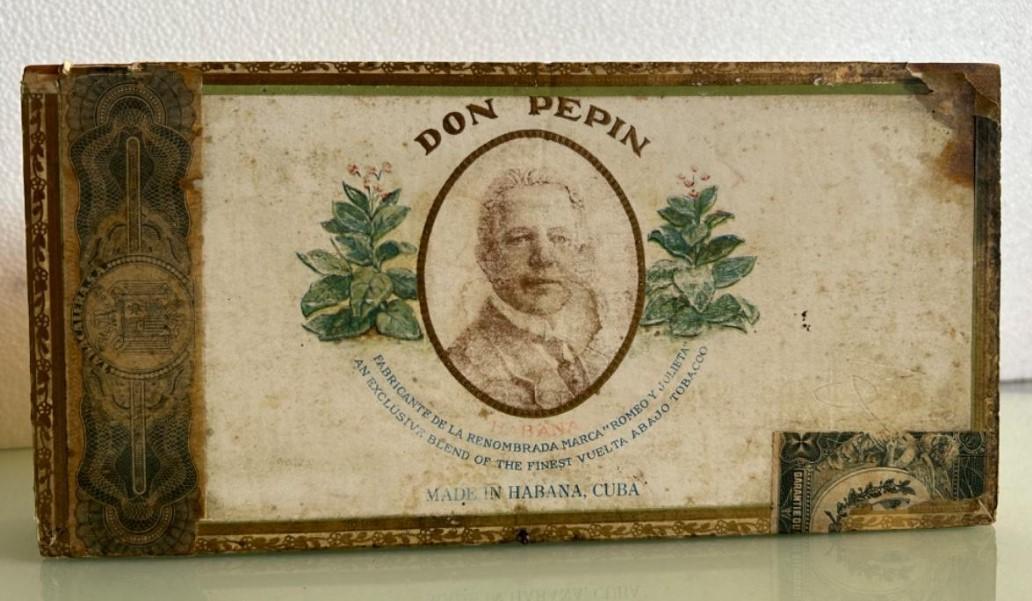 DON PEPIN
HABANA
FABRICANTE DE LA RENOMBRADA MARCA "ROMEO Y JULIETA"
AN EXCLUSIVE BLEND OF THE FINEST VUELTA ABAJO TOBACCO
MADE IN HABANA, CUBA
GARANTIE